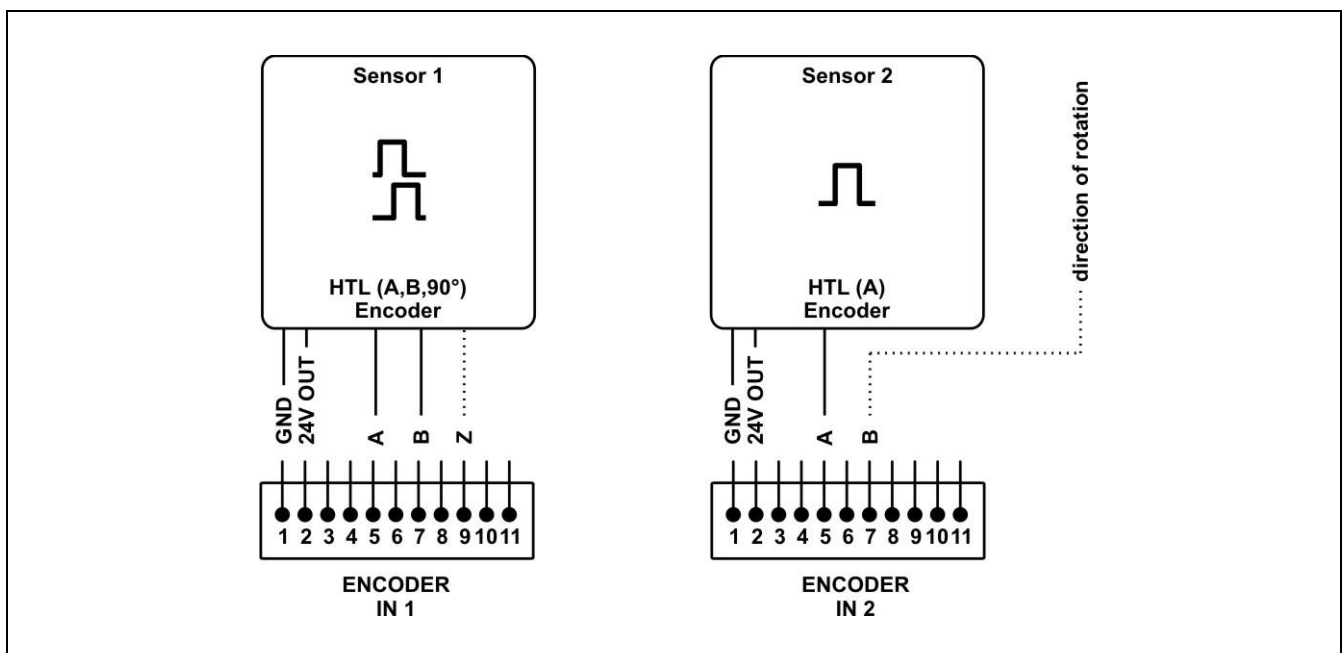 Sensor 1
HTL (A,B,90°)
Encoder
GND
24V OUT
A
B
Z
1 2 3 4 5 6 7 8 9 10 11
ENCODER
IN 1
Sensor 2
HTL (A)
Encoder
direction of rotation
GND
24V OUT
A
B
1 2 3 4 5 6 7 8 9 10 11
ENCODER
IN 2